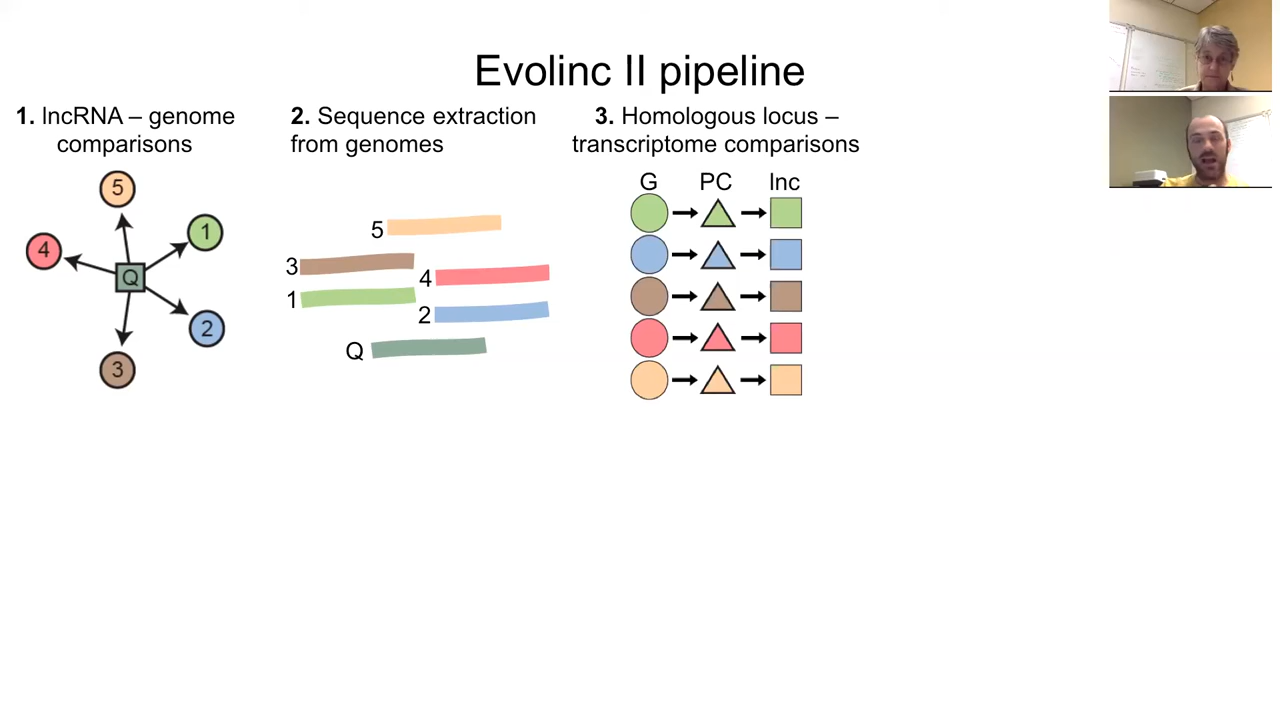 Evolinc II pipeline
1. lncRNA – genome
comparisons
5
4
1
Q
2
3
2. Sequence extraction
from genomes
5
3
4
1
2
Q
3. Homologous locus –
transcriptome comparisons
G PC lnc